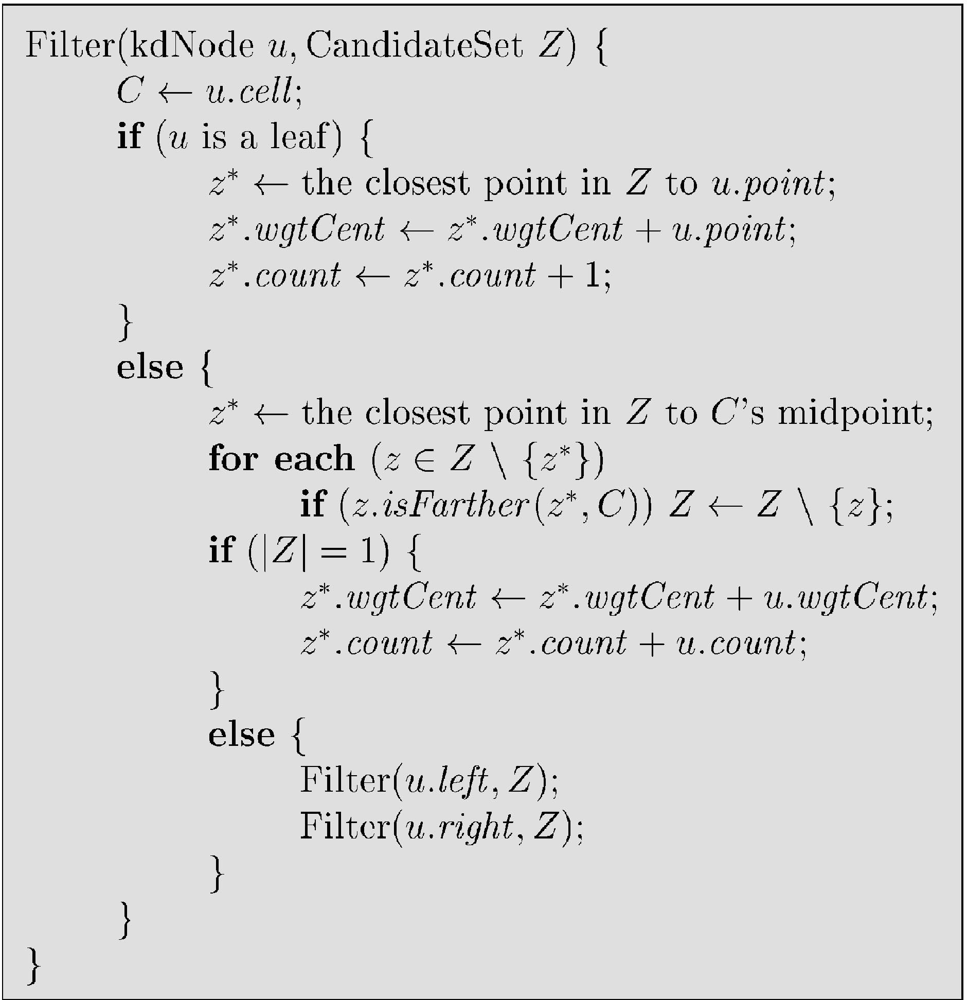 Filter(kdNode u, CandidateSet Z) {
C ← u.cell;
if (u is a leaf) {
z* ← the closest point in Z to u.point;
z*.wgtCent ← z*.wgtCent + u.point;
z*.count ← z*.count + 1;
}
else {
z* ← the closest point in Z to C's midpoint;
for each (z ∈ Z \ {z*})
if (z.isFarther(z*, C)) Z ← Z \ {z};
if (|Z| = 1) {
z*.wgtCent ← z*.wgtCent + u.wgtCent;
z*.count ← z*.count + u.count;
}
else {
Filter(u.left, Z);
Filter(u.right, Z);
}
}
}